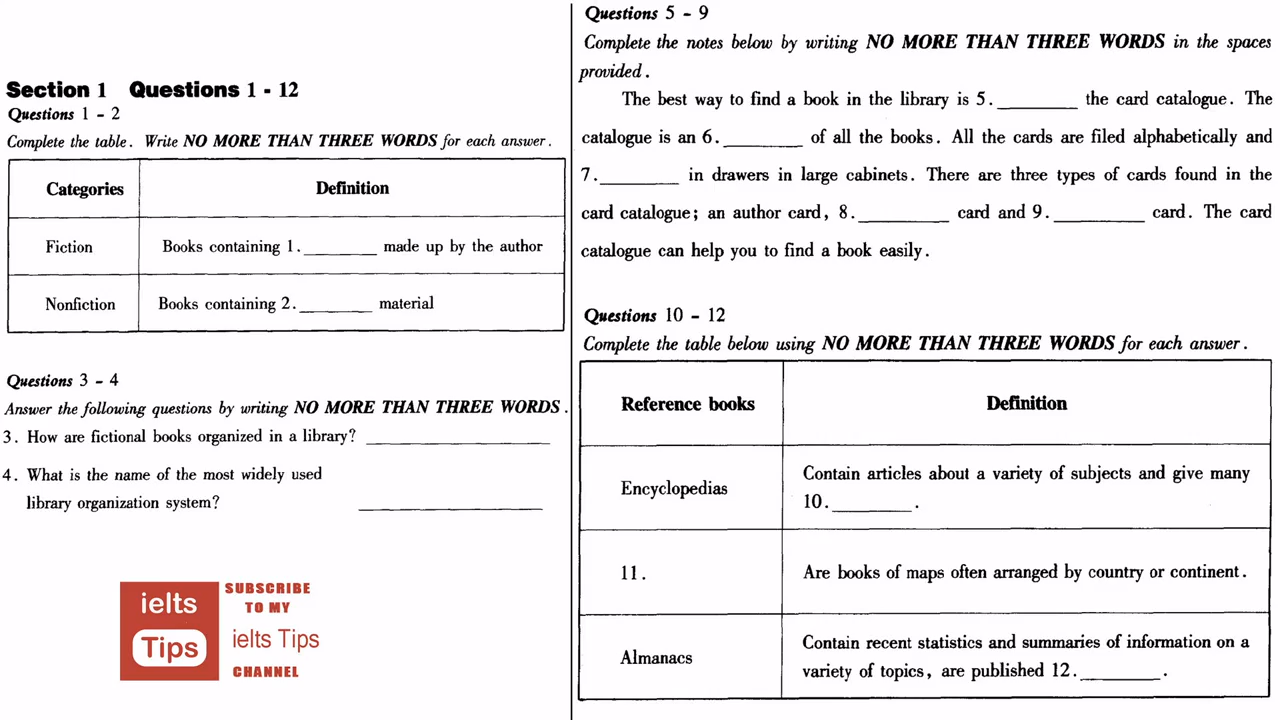 Section 1 Questions 1 - 12
Questions 1 - 2
Complete the table. Write NO MORE THAN THREE WORDS for each answer.
Categories Definition
Fiction Books containing 1. ________ made up by the author
Nonfiction Books containing 2. ________ material
Questions 3 - 4
Answer the following questions by writing NO MORE THAN THREE WORDS.
3. How are fictional books organized in a library? ________
4. What is the name of the most widely used
library organization system? ________
ielts
Tips
SUBSCRIBE
TO MY
ielts Tips
CHANNEL
Questions 5 - 9
Complete the notes below by writing NO MORE THAN THREE WORDS in the spaces
provided.
The best way to find a book in the library is 5. ________ the card catalogue. The
catalogue is an 6. ________ of all the books. All the cards are filed alphabetically and
7. ________ in drawers in large cabinets. There are three types of cards found in the
card catalogue; an author card, 8. ________ card and 9. ________ card. The card
catalogue can help you to find a book easily.
Questions 10 - 12
Complete the table below using NO MORE THAN THREE WORDS for each answer.
Reference books Definition
Encyclopedias Contain articles about a variety of subjects and give many
10. ________.
11. Are books of maps often arranged by country or continent.
Almanacs Contain recent statistics and summaries of information on a
variety of topics, are published 12. ________.